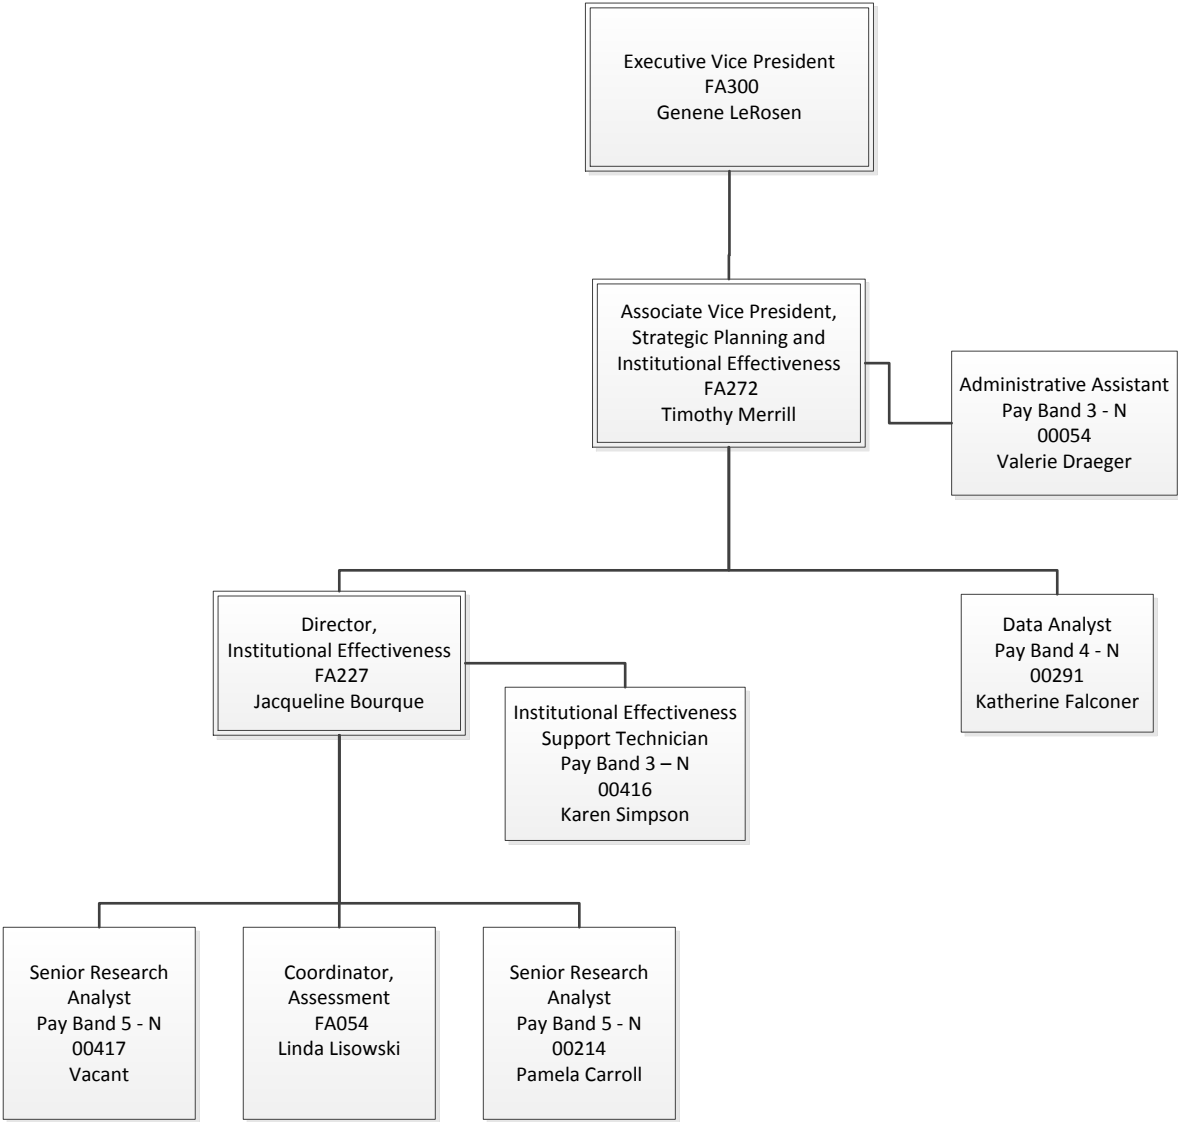 Executive Vice President
FA300
Genene LeRosen
Associate Vice President,
Strategic Planning and
Institutional Effectiveness
FA272
Timothy Merrill
Administrative Assistant
Pay Band 3 - N
00054
Valerie Draeger
Director,
Institutional Effectiveness
FA227
Jacqueline Bourque
Institutional Effectiveness
Support Technician
Pay Band 3 – N
00416
Karen Simpson
Data Analyst
Pay Band 4 - N
00291
Katherine Falconer
Senior Research
Analyst
Pay Band 5 - N
00417
Vacant
Coordinator,
Assessment
FA054
Linda Lisowski
Senior Research
Analyst
Pay Band 5 - N
00214
Pamela Carroll